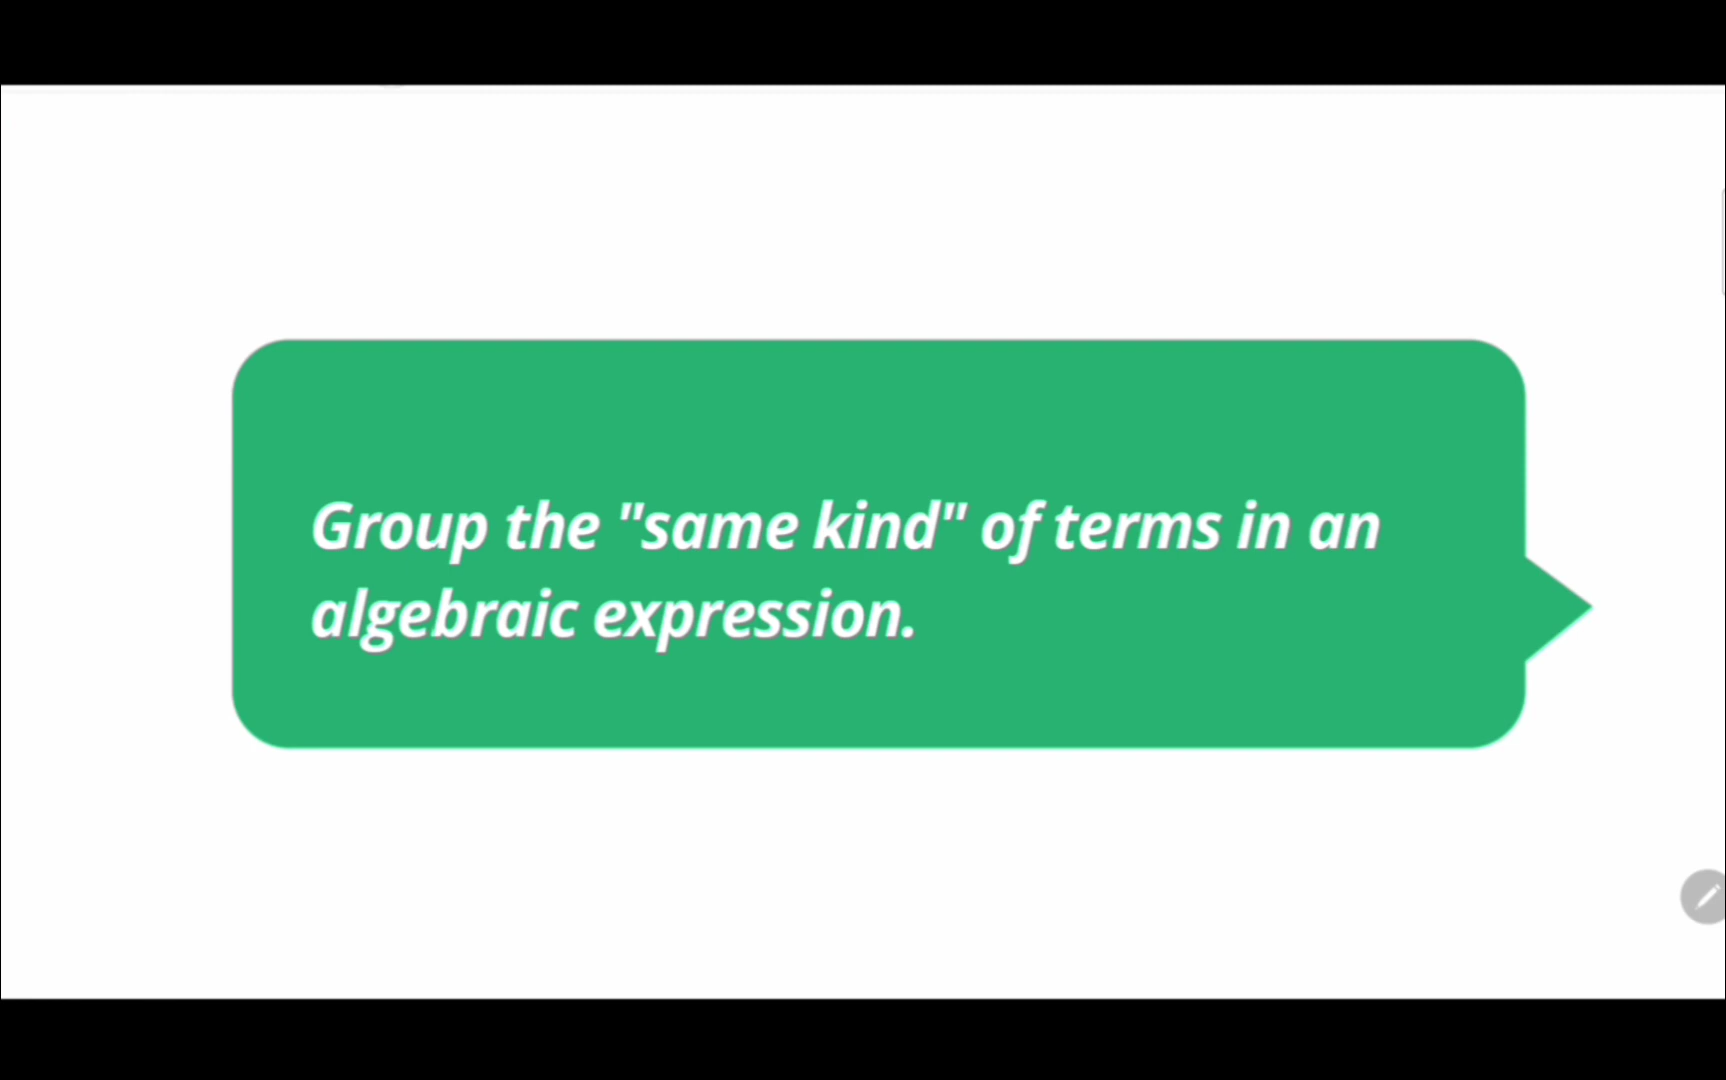 Group the "same kind" of terms in an
algebraic expression.